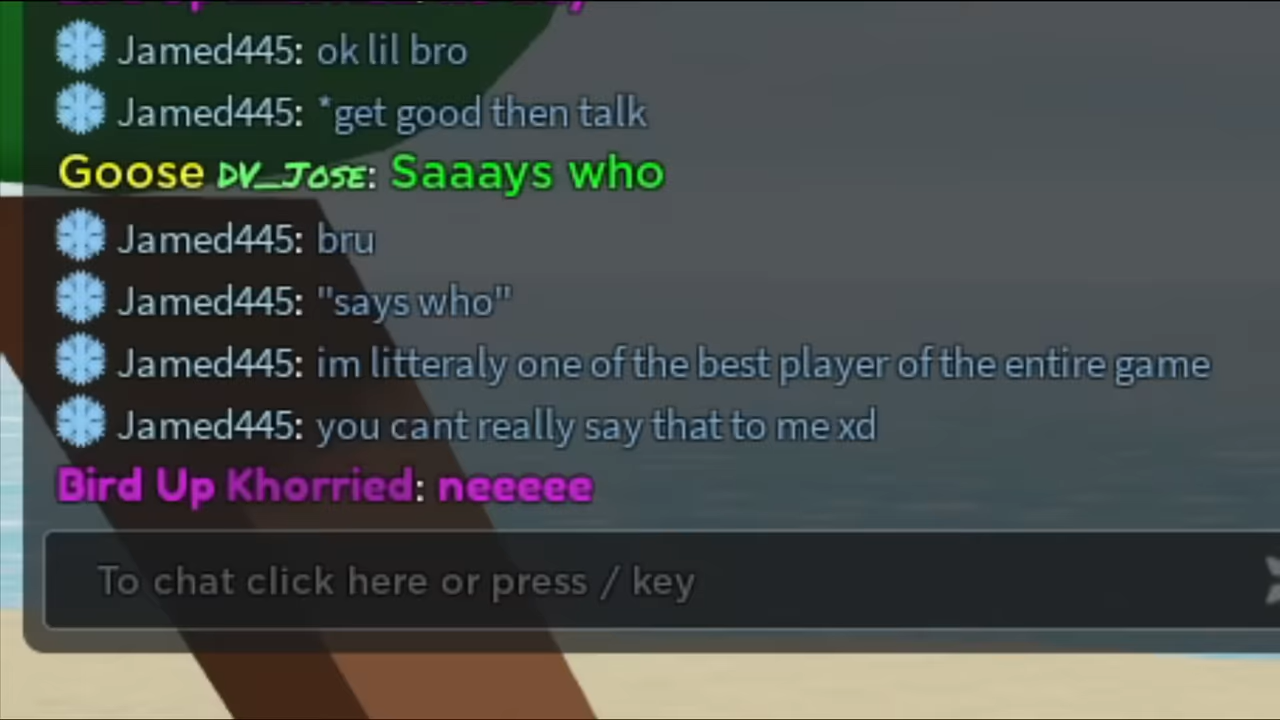 Jamed445: ok lil bro
Jamed445: *get good then talk
Goose DV_JOSE: Saaays who
Jamed445: bru
Jamed445: "says who"
Jamed445: im litteraly one of the best player of the entire game
Jamed445: you cant really say that to me xd
Bird Up Khorried: neeeee
To chat click here or press / key